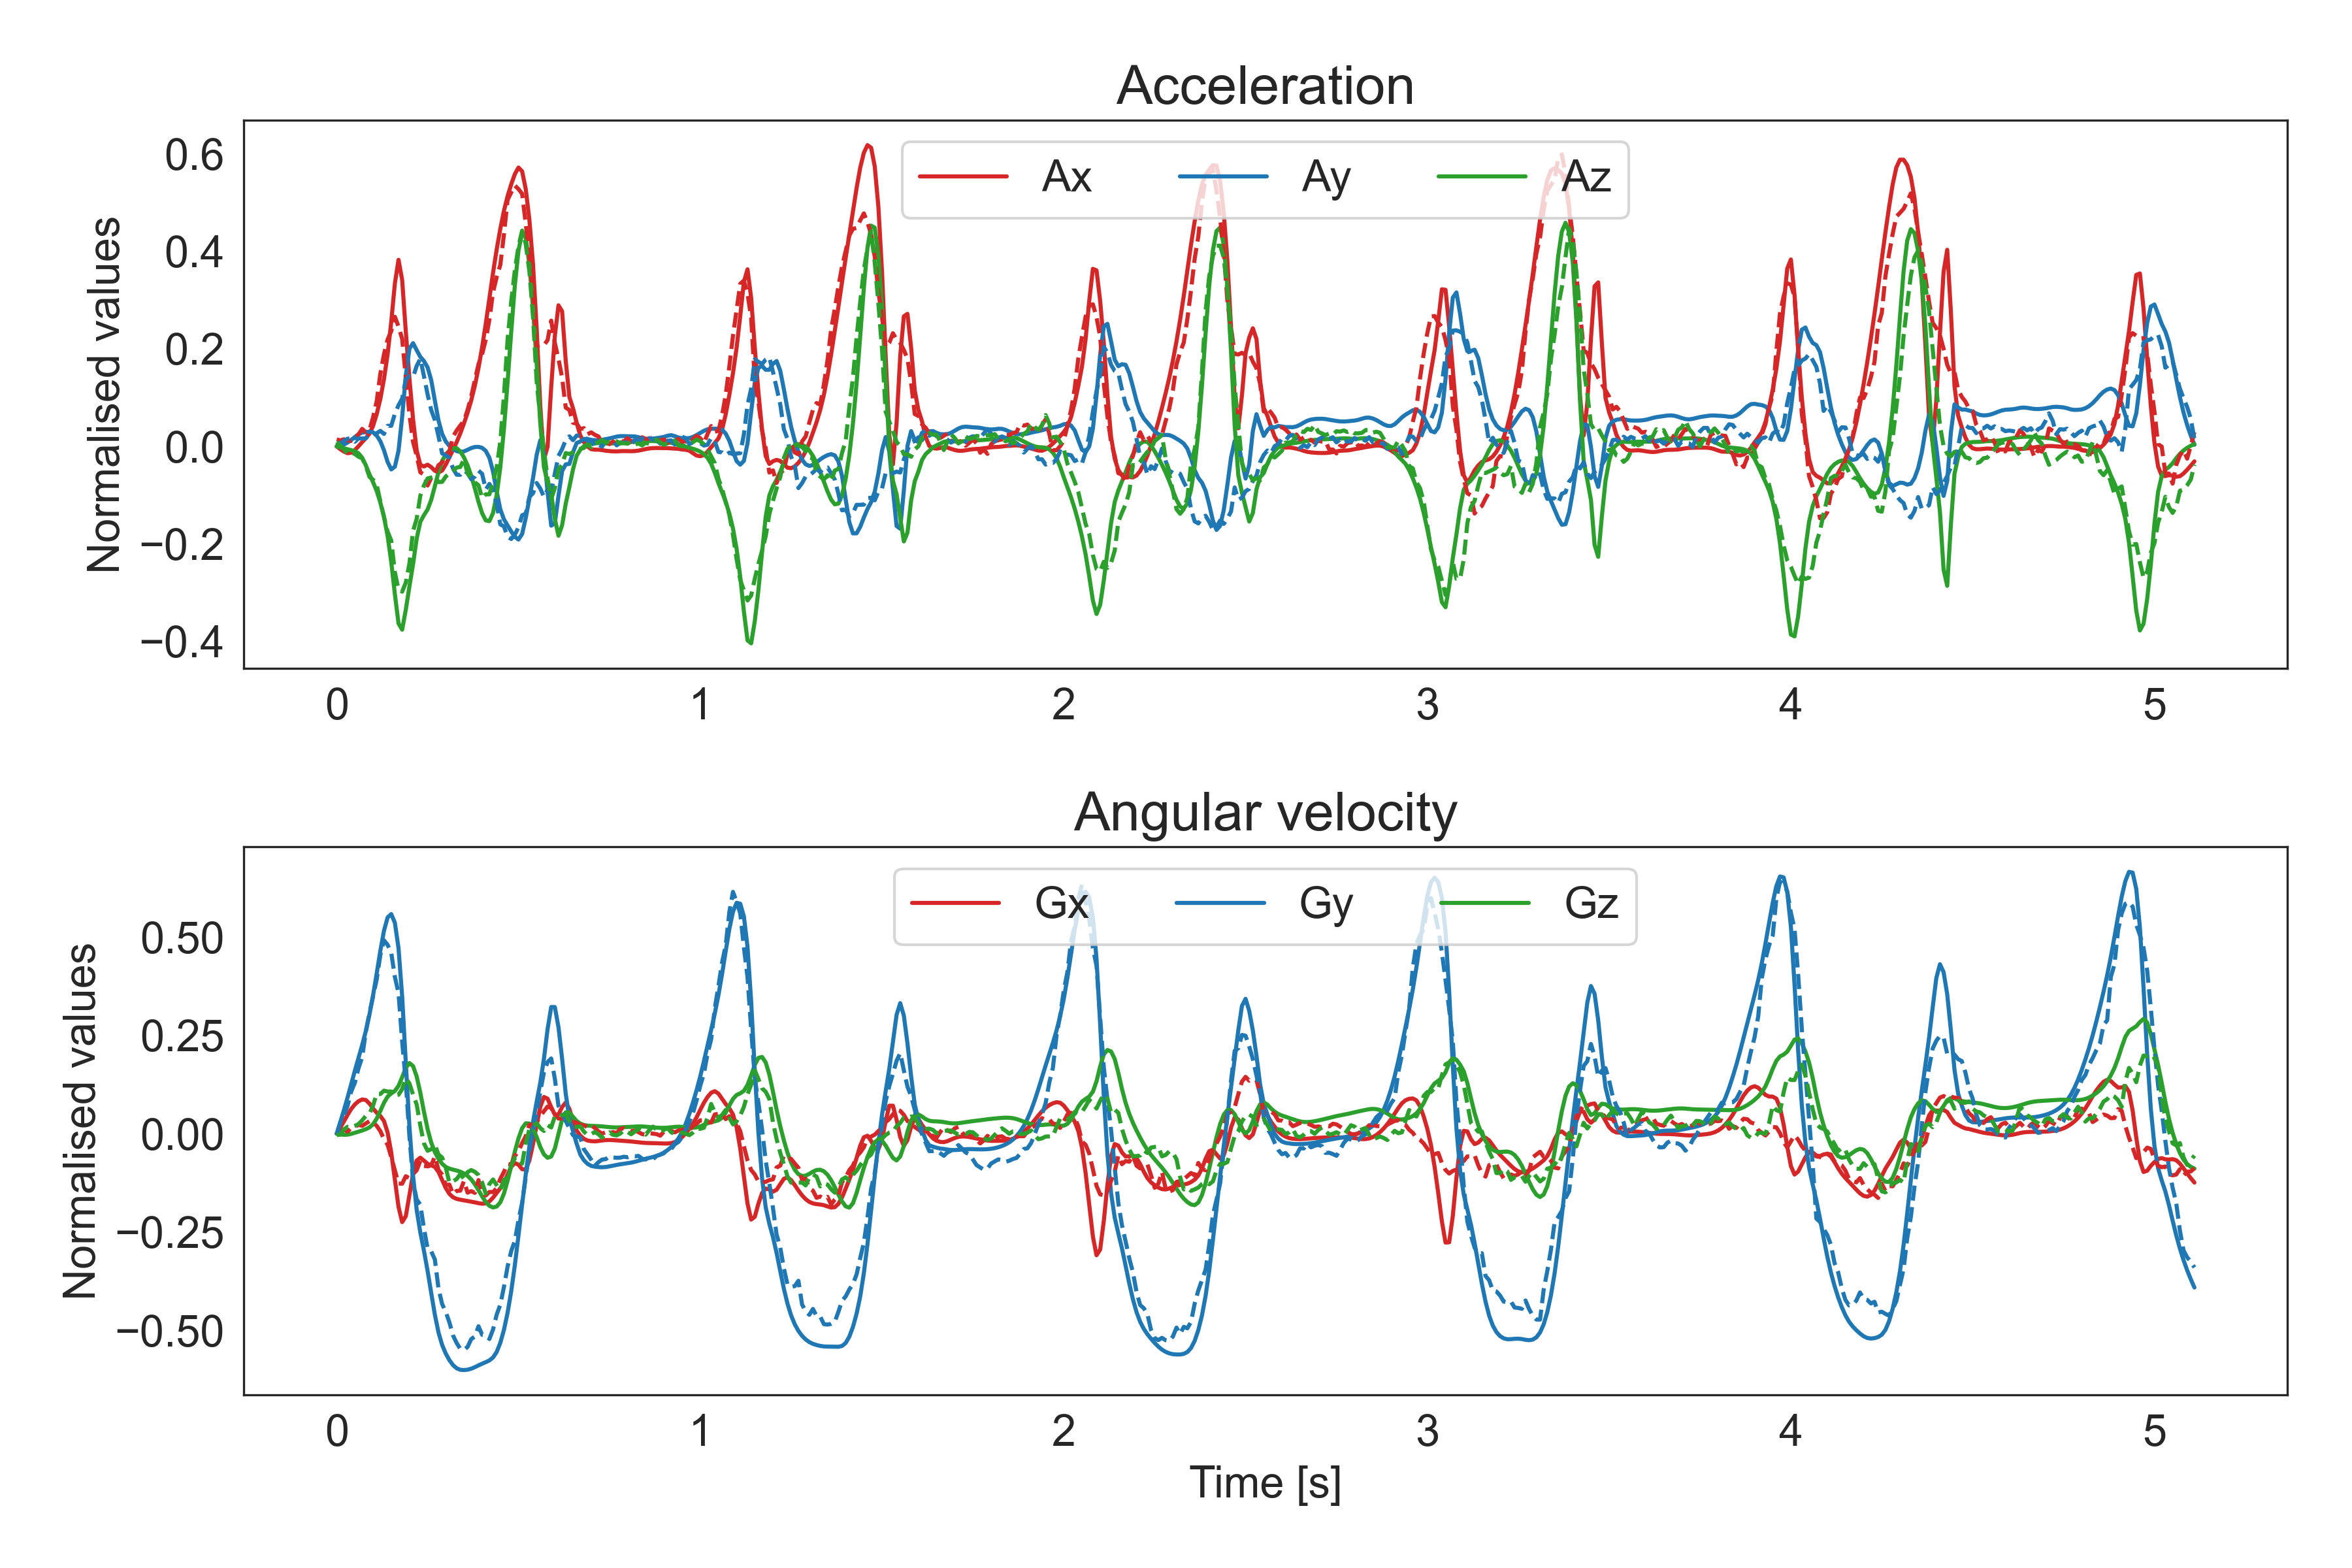 Acceleration
Ax Ay Az
Normalised values
0.6
0.4
0.2
0.0
−0.2
−0.4
0 1 2 3 4 5
Angular velocity
Gx Gy Gz
Normalised values
0.50
0.25
0.00
−0.25
−0.50
0 1 2 3 4 5
Time [s]